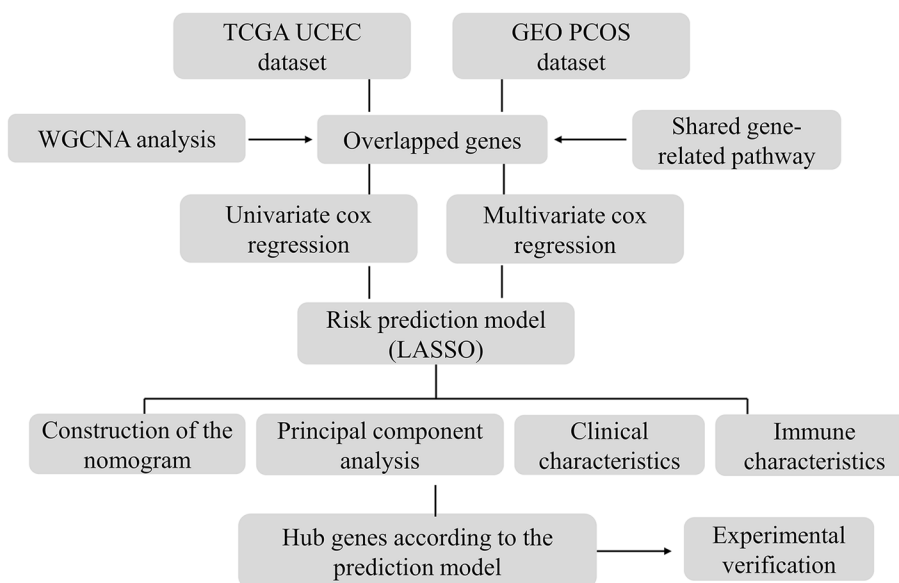 TCGA UCEC
dataset
GEO PCOS
dataset
WGCNA analysis
Overlapped genes
Shared gene-
related pathway
Univariate cox
regression
Multivariate cox
regression
Risk prediction model
(LASSO)
Construction of the
nomogram
Principal component
analysis
Clinical
characteristics
Immune
characteristics
Hub genes according to the
prediction model
Experimental
verification